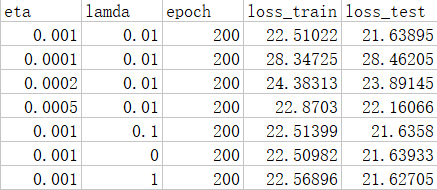 eta lamda epoch loss_train loss_test
0.001 0.01 200 22.51022 21.63895
0.0001 0.01 200 28.34725 28.46205
0.0002 0.01 200 24.38313 23.89145
0.0005 0.01 200 22.8703 22.16066
0.001 0.1 200 22.51399 21.6358
0.001 0 200 22.50982 21.63933
0.001 1 200 22.56896 21.62705